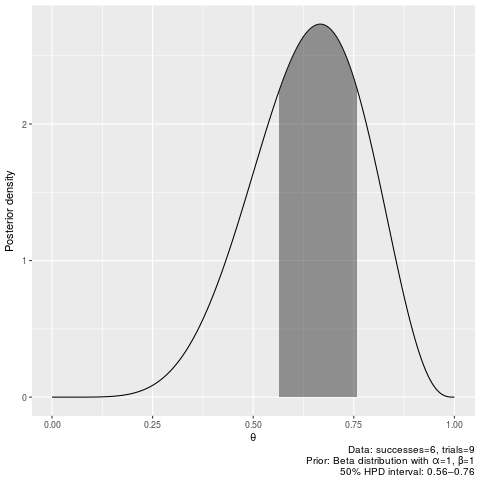 Posterior density
2
1
0
0.00 0.25 0.50 0.75 1.00
θ
Data: successes=6, trials=9
Prior: Beta distribution with α=1, β=1
50% HPD interval: 0.56–0.76